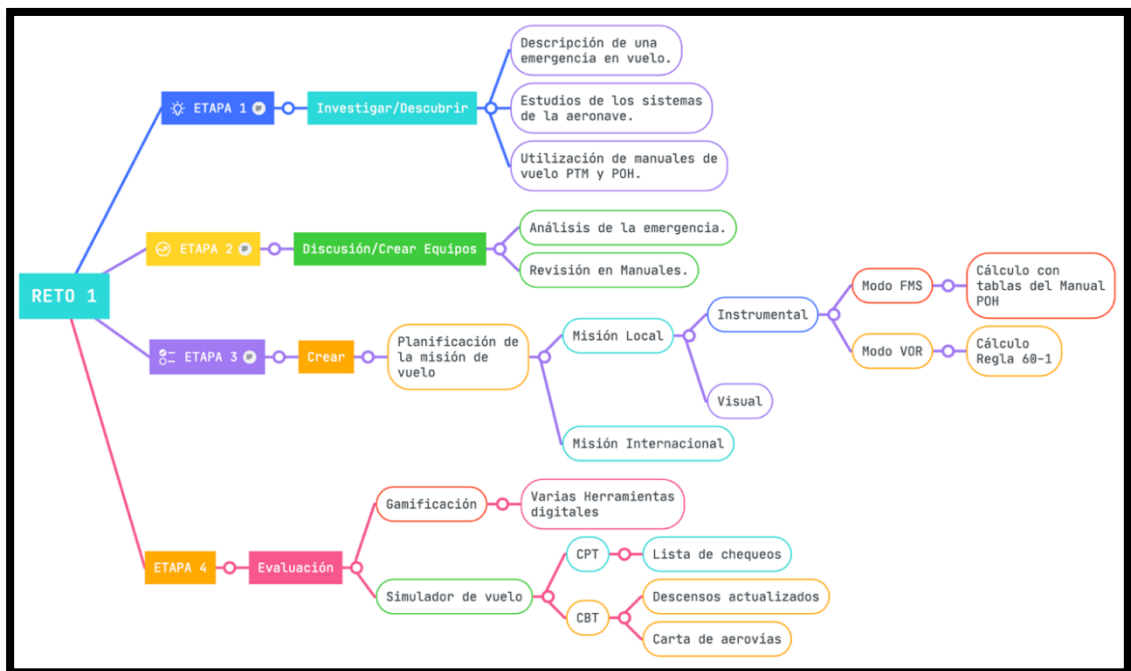 Descripción de una
emergencia en vuelo.
ETAPA 1
Investigar/Descubrir
Estudios de los sistemas
de la aeronave.
Utilización de manuales de
vuelo PTM y POH.
ETAPA 2
Discusión/Crear Equipos
Análisis de la emergencia.
Revisión en Manuales.
RETO 1
ETAPA 3
Crear
Planificación de
la misión de
vuelo
Misión Local
Instrumental
Modo FMS
Cálculo con
tablas del Manual
POH
Modo VOR
Cálculo
Regla 60-1
Visual
Misión Internacional
ETAPA 4
Evaluación
Gamificación
Varias Herramientas
digitales
Simulador de vuelo
CPT
Lista de chequeos
CBT
Descensos actualizados
Carta de aerovías